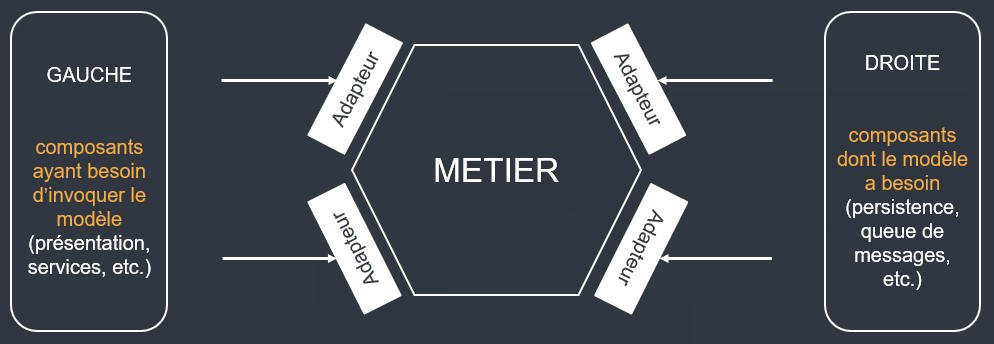 GAUCHE
composants
ayant besoin
d'invoquer le
modèle
(présentation,
services, etc.)
Adapteur
Adapteur
METIER
Adapteur
Adapteur
DROITE
composants
dont le modèle
a besoin
(persistence,
queue de
messages,
etc.)